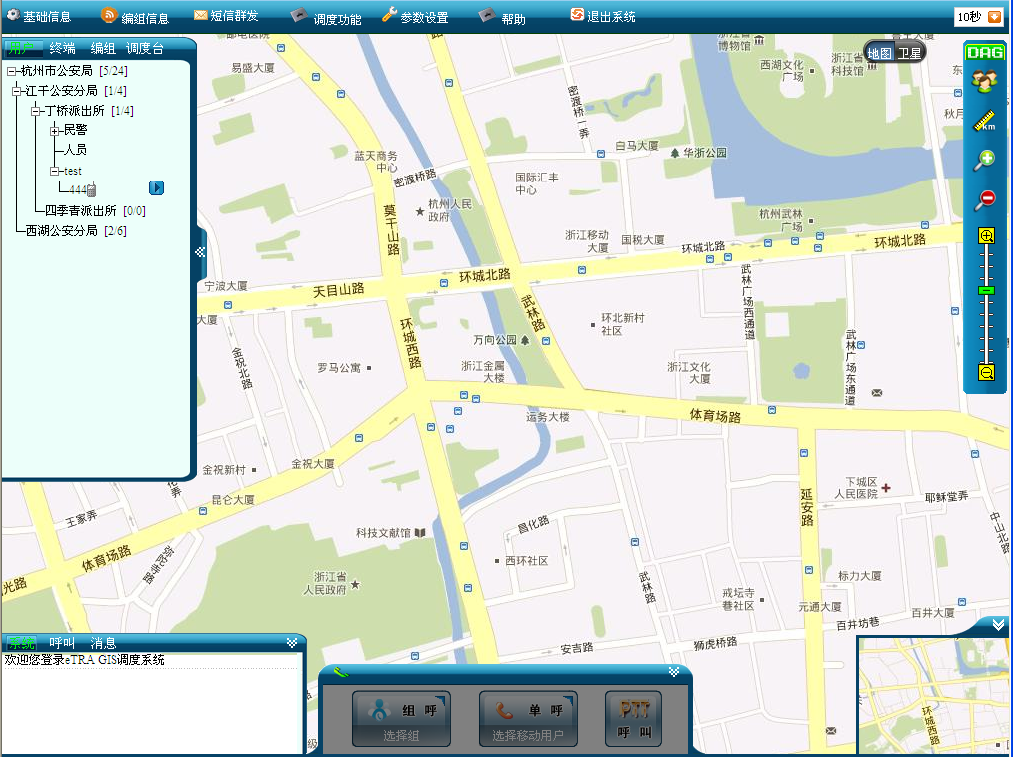 基础信息
编组信息
短信群发
调度功能
参数设置
帮助
退出系统
10秒
用户 终端 编组 调度台
杭州市公安局 [5/24]
江干公安分局 [1/4]
丁桥派出所 [1/4]
民警
人员
test
444
四季青派出所 [0/0]
西湖公安分局 [2/6]
地图 卫星
DAG
km
易盛大厦
博物馆
西湖文化
广场
浙江省
科技馆
密渡桥一弄
白马大厦
华浙公园
蓝天商务
中心
密渡桥路
国际汇丰
中心
杭州人民
政府
莫干山路
杭州武林
广场
浙江移动
大厦
国税大厦
环城北路
环城北路
环城北路
天目山路
宁波大厦
大厦
武林路
武林广场西通道
武林广场东通道
环城西路
环北新村
社区
万向公园
金祝北路
罗马公寓
浙江金属
大楼
浙江文化
大厦
运务大楼
体育场路
金祝新村
金祝大厦
昆仑大厦
王家弄
体育场路
科技文献馆
昌化路
西环社区
浙江省
人民政府
武林路
延安路
下城区
人民医院
耶稣堂弄
中山北路
标力大厦
戒坛寺
巷社区
元通大厦
百井大厦
百井坊巷
狮虎桥路
安吉路
系统 呼叫 消息
欢迎您登录eTRA GIS调度系统
组 呼
选择组
单 呼
选择移动用户
PTT
呼 叫
环城西路